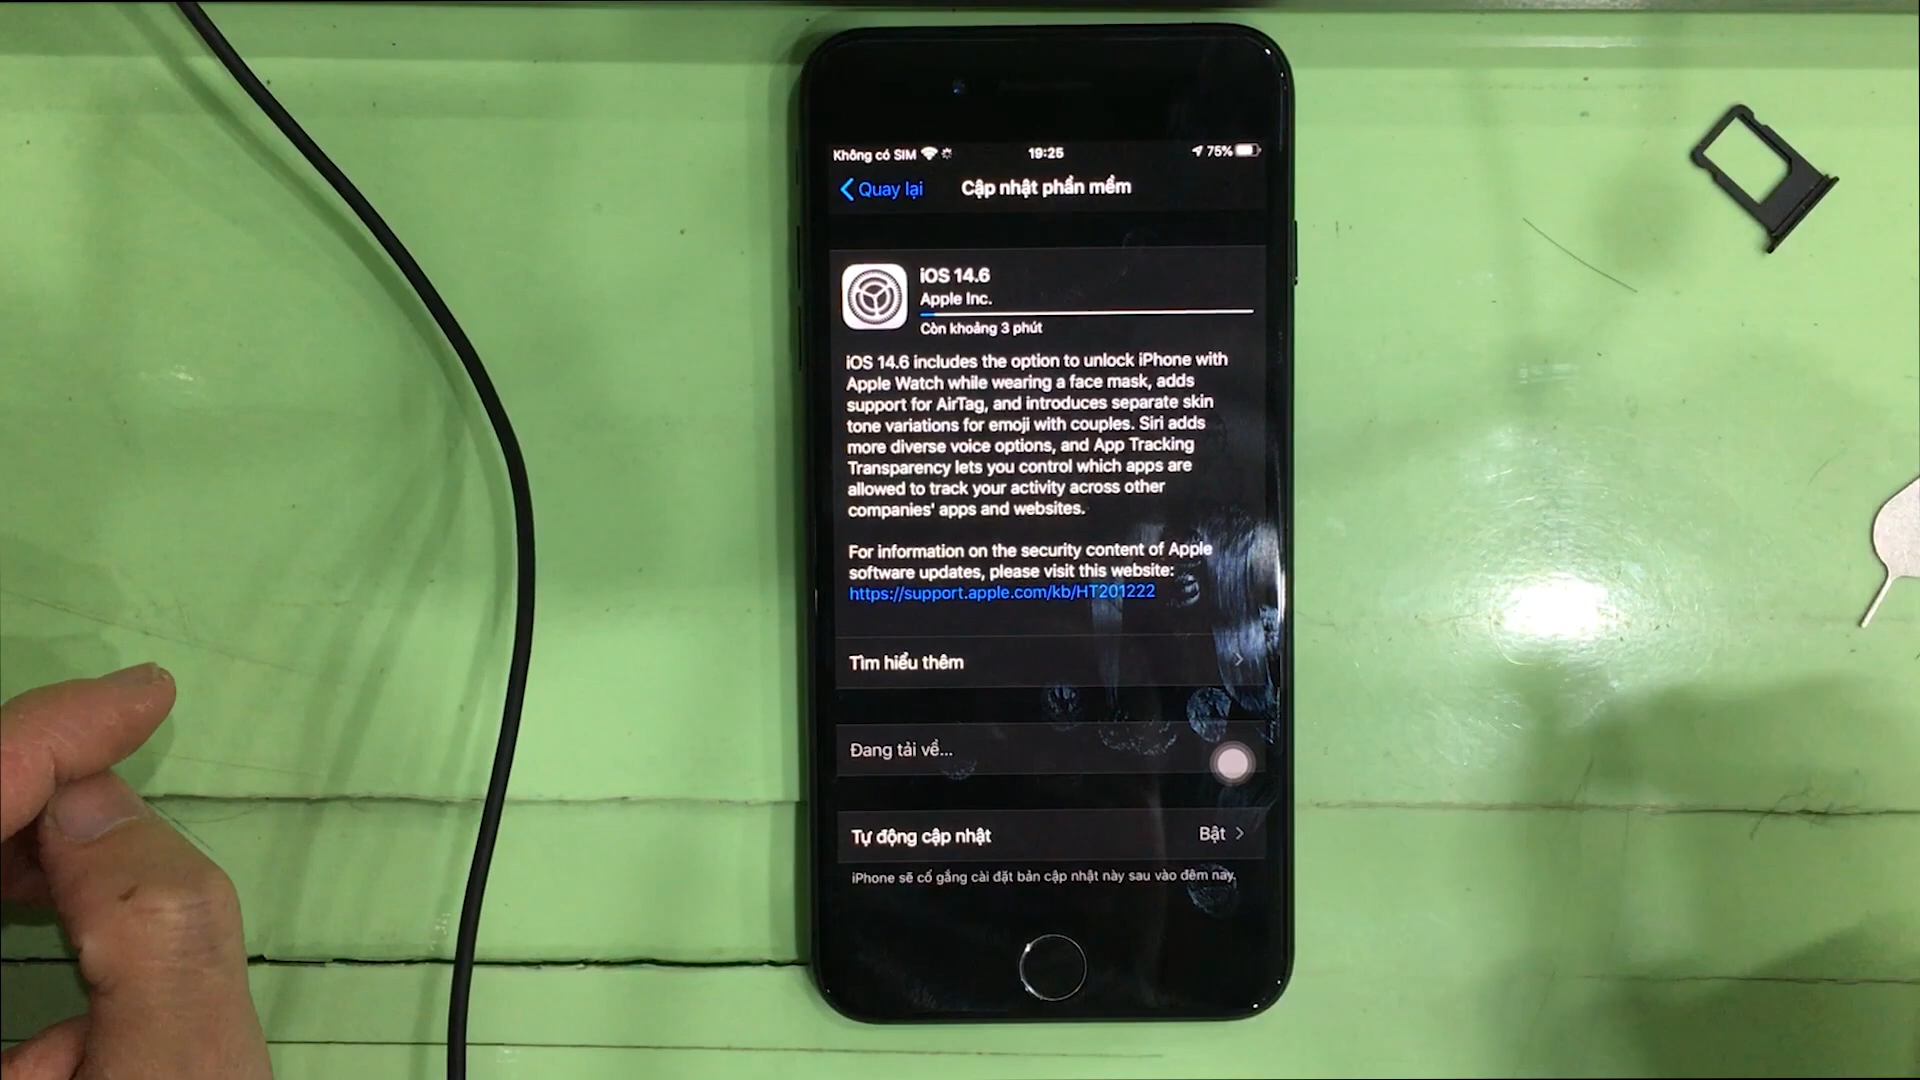 Không có SIM 19:25 75%
Quay lại Cập nhật phần mềm
iOS 14.6
Apple Inc.
Còn khoảng 3 phút
iOS 14.6 includes the option to unlock iPhone with
Apple Watch while wearing a face mask, adds
support for AirTag, and introduces separate skin
tone variations for emoji with couples. Siri adds
more diverse voice options, and App Tracking
Transparency lets you control which apps are
allowed to track your activity across other
companies' apps and websites.
For information on the security content of Apple
software updates, please visit this website:
https://support.apple.com/kb/HT201222
Tìm hiểu thêm
Đang tải về...
Tự động cập nhật Bật
iPhone sẽ cố gắng cài đặt bản cập nhật này sau vào đêm nay.